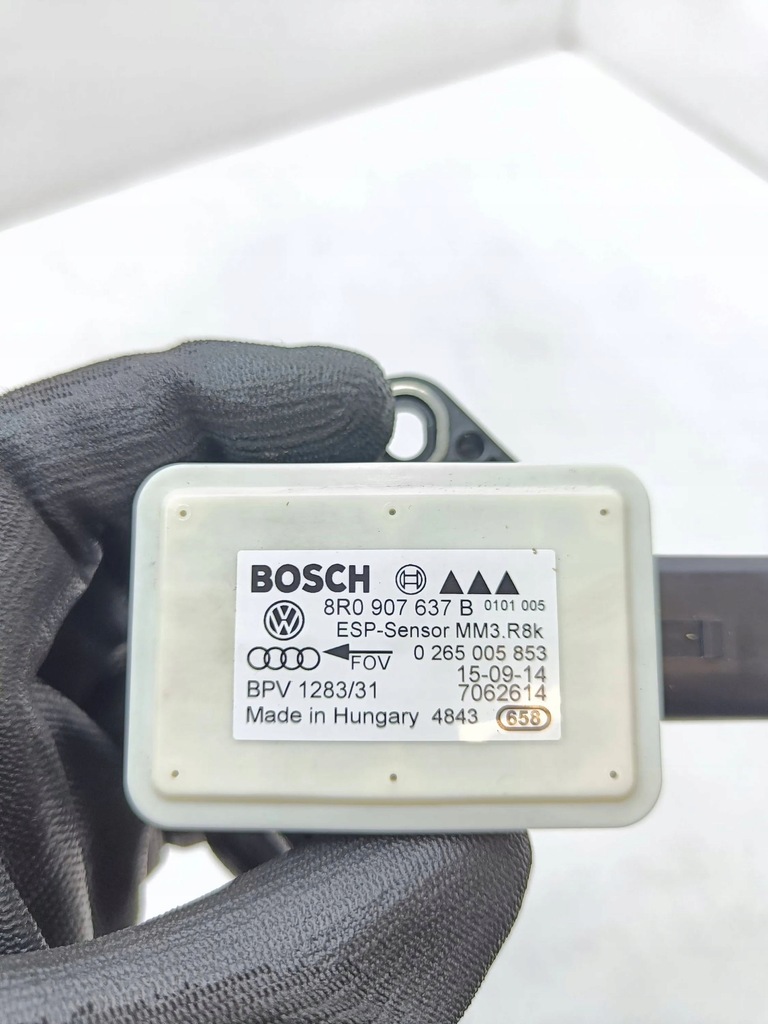 BOSCH
8R0 907 637 B 0101 005
ESP-Sensor MM3.R8k
FOV 0 265 005 853
15-09-14
BPV 1283/31 7062614
Made in Hungary 4843 658